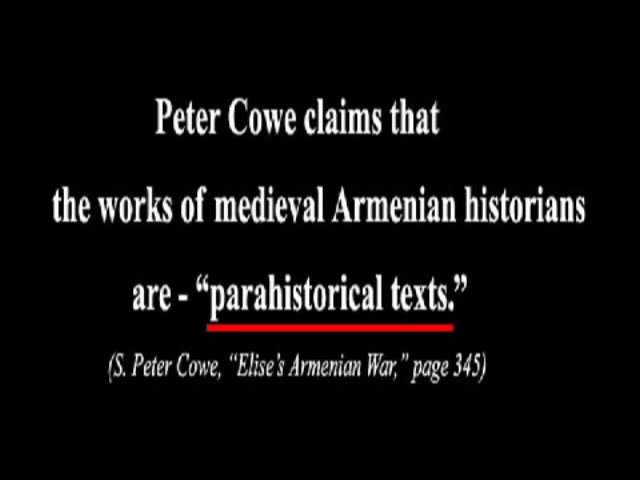 Peter Cowe claims that
the works of medieval Armenian historians
are - “parahistorical texts.”
(S. Peter Cowe, “Elise’s Armenian War,” page 345)